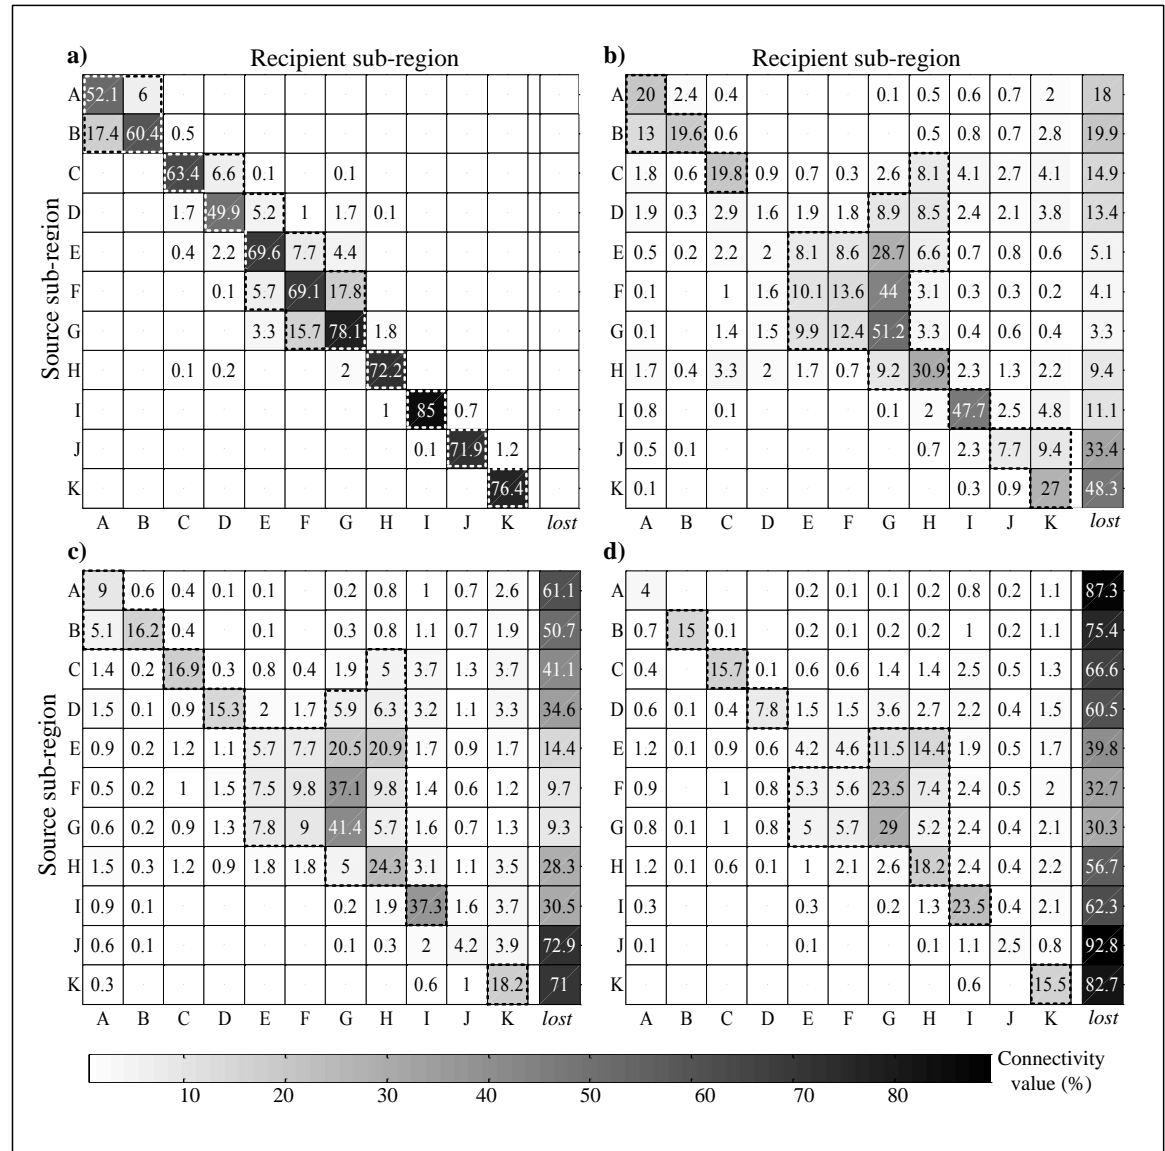 a) Recipient sub-region
b) Recipient sub-region
Source sub-region
A 52.1 6
B 17.4 60.4 0.5
C 63.4 6.6 0.1 0.1
D 1.7 49.9 5.2 1 1.7 0.1
E 0.4 2.2 69.6 7.7 4.4
F 0.1 5.7 69.1 17.8
G 3.3 15.7 78.1 1.8
H 0.1 0.2 2 72.2
I 1 85 0.7
J 0.1 71.9 1.2
K 76.4
A B C D E F G H I J K lost
A 20 2.4 0.4 0.1 0.5 0.6 0.7 2 18
B 13 19.6 0.6 0.5 0.8 0.7 2.8 19.9
C 1.8 0.6 19.8 0.9 0.7 0.3 2.6 8.1 4.1 2.7 4.1 14.9
D 1.9 0.3 2.9 1.6 1.9 1.8 8.9 8.5 2.4 2.1 3.8 13.4
E 0.5 0.2 2.2 2 8.1 8.6 28.7 6.6 0.7 0.8 0.6 5.1
F 0.1 1 1.6 10.1 13.6 44 3.1 0.3 0.3 0.2 4.1
G 0.1 1.4 1.5 9.9 12.4 51.2 3.3 0.4 0.6 0.4 3.3
H 1.7 0.4 3.3 2 1.7 0.7 9.2 30.9 2.3 1.3 2.2 9.4
I 0.8 0.1 0.1 2 47.7 2.5 4.8 11.1
J 0.5 0.1 0.7 2.3 7.7 9.4 33.4
K 0.1 0.3 0.9 27 48.3
A B C D E F G H I J K lost
c)
d)
Source sub-region
A 9 0.6 0.4 0.1 0.1 0.2 0.8 1 0.7 2.6 61.1
B 5.1 16.2 0.4 0.1 0.3 0.8 1.1 0.7 1.9 50.7
C 1.4 0.2 16.9 0.3 0.8 0.4 1.9 5 3.7 1.3 3.7 41.1
D 1.5 0.1 0.9 15.3 2 1.7 5.9 6.3 3.2 1.1 3.3 34.6
E 0.9 0.2 1.2 1.1 5.7 7.7 20.5 20.9 1.7 0.9 1.7 14.4
F 0.5 0.2 1 1.5 7.5 9.8 37.1 9.8 1.4 0.6 1.2 9.7
G 0.6 0.2 0.9 1.3 7.8 9 41.4 5.7 1.6 0.7 1.3 9.3
H 1.5 0.3 1.2 0.9 1.8 1.8 5 24.3 3.1 1.1 3.5 28.3
I 0.9 0.1 0.2 1.9 37.3 1.6 3.7 30.5
J 0.6 0.1 0.1 0.3 2 4.2 3.9 72.9
K 0.3 0.6 1 18.2 71
A B C D E F G H I J K lost
A 4 0.2 0.1 0.1 0.2 0.8 0.2 1.1 87.3
B 0.7 15 0.1 0.2 0.1 0.2 0.2 1 0.2 1.1 75.4
C 0.4 15.7 0.1 0.6 0.6 1.4 1.4 2.5 0.5 1.3 66.6
D 0.6 0.1 0.4 7.8 1.5 1.5 3.6 2.7 2.2 0.4 1.5 60.5
E 1.2 0.1 0.9 0.6 4.2 4.6 11.5 14.4 1.9 0.5 1.7 39.8
F 0.9 1 0.8 5.3 5.6 23.5 7.4 2.4 0.5 2 32.7
G 0.8 0.1 1 0.8 5 5.7 29 5.2 2.4 0.4 2.1 30.3
H 1.2 0.1 0.6 0.1 1 2.1 2.6 18.2 2.4 0.4 2.2 56.7
I 0.3 0.3 0.2 1.3 23.5 0.4 2.1 62.3
J 0.1 0.1 0.1 1.1 2.5 0.8 92.8
K 0.6 15.5 82.7
A B C D E F G H I J K lost
10 20 30 40 50 60 70 80
Connectivity
value (%)